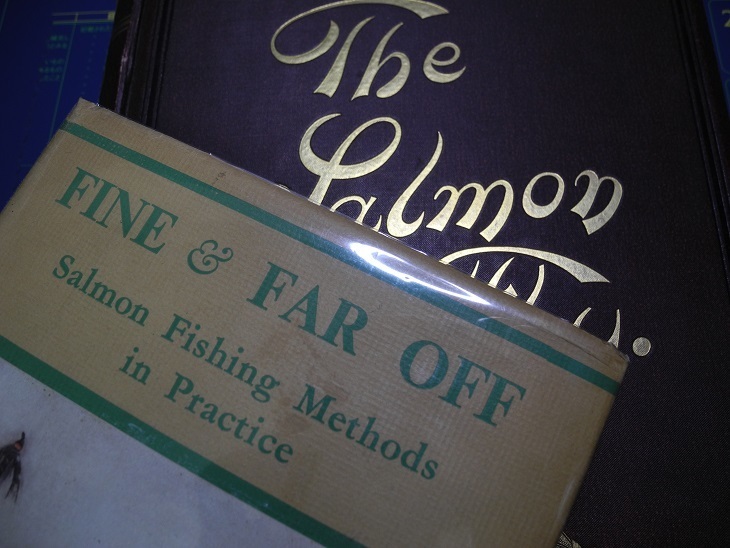 The
Salmon
FINE & FAR OFF
Salmon Fishing Methods
in Practice